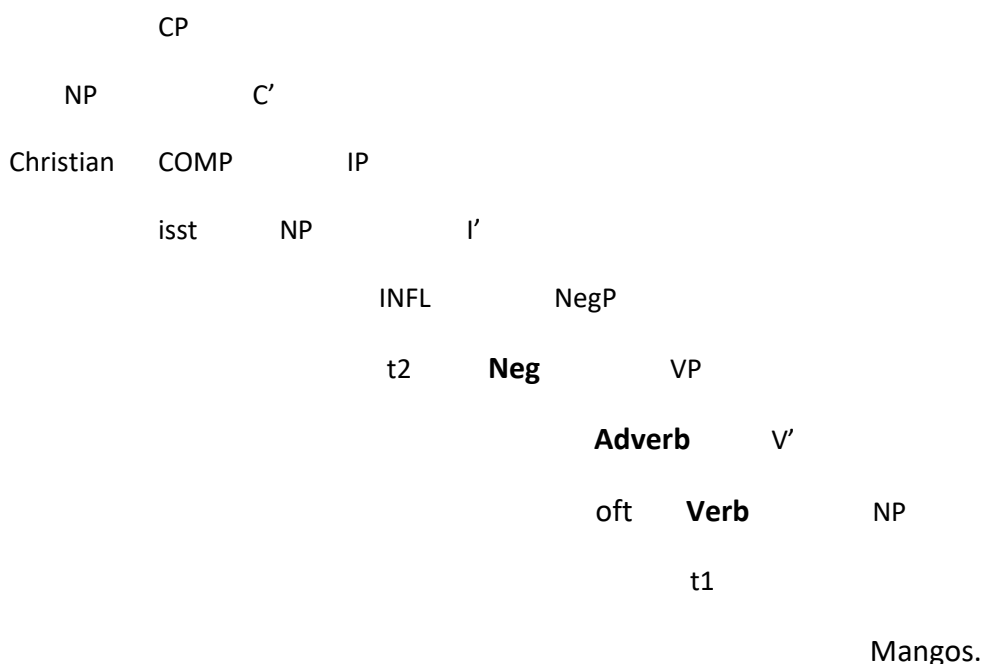 CP
NP C’
Christian COMP IP
isst NP I’
INFL NegP
t2 Neg VP
Adverb V’
oft Verb NP
t1
Mangos.